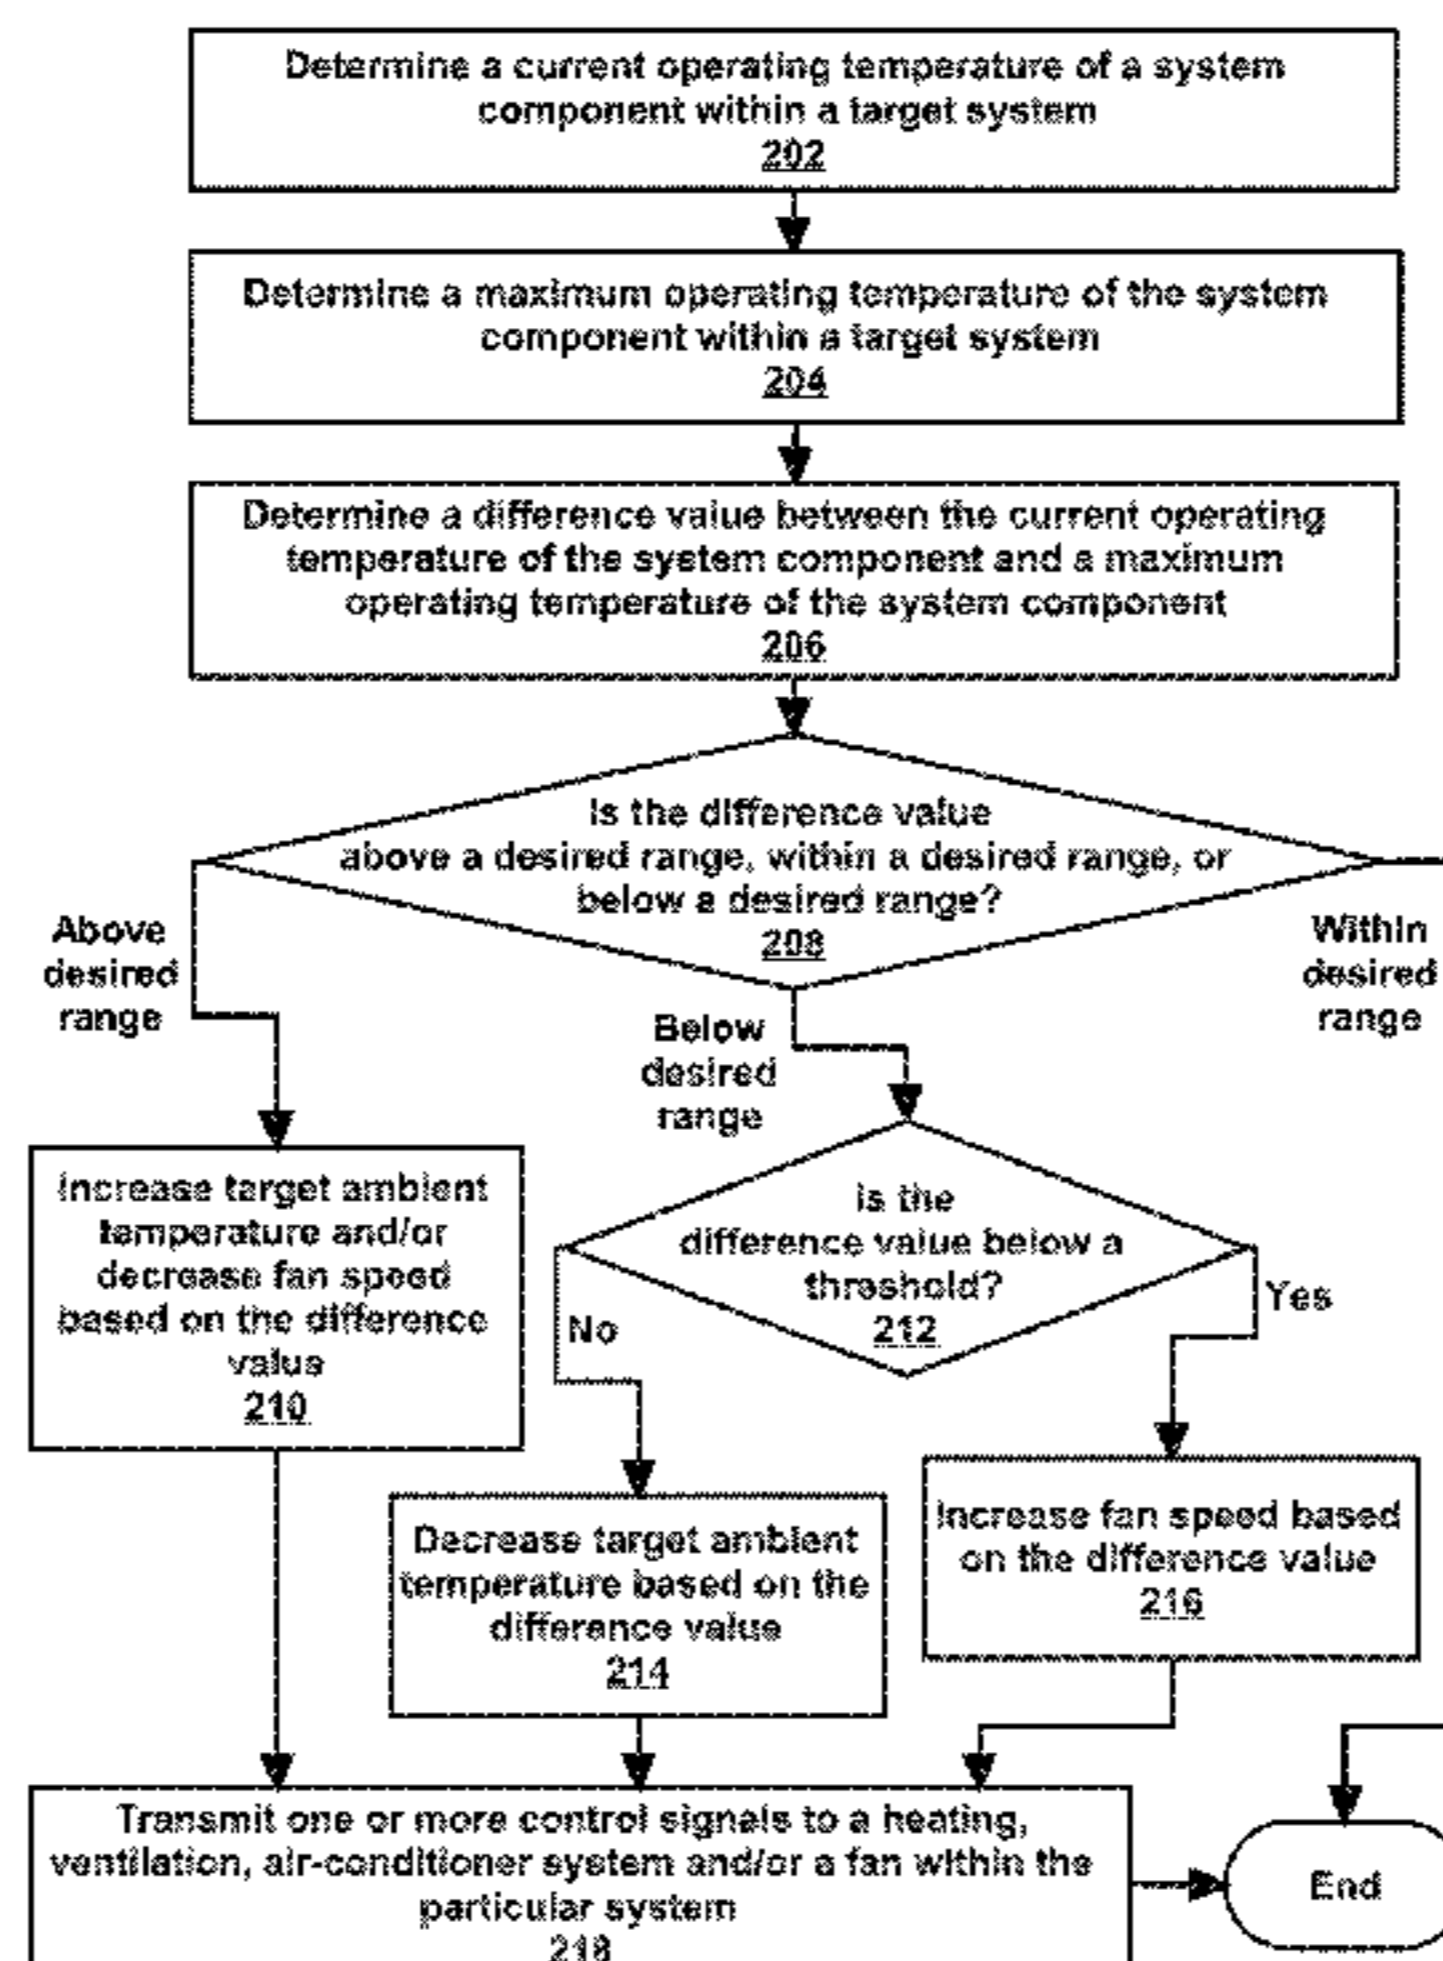 Determine a current operating temperature of a system
component within a target system
202
Determine a maximum operating temperature of the system
component within a target system
204
Determine a difference value between the current operating
temperature of the system component and a maximum
operating temperature of the system component
206
Is the difference value
above a desired range, within a desired range, or
below a desired range?
208
Above
desired
range
Below
desired
range
Within
desired
range
Increase target ambient
temperature and/or
decrease fan speed
based on the difference
value
210
Is the
difference value below a
threshold?
212
No
Yes
Decrease target ambient
temperature based on the
difference value
214
Increase fan speed based
on the difference value
216
Transmit one or more control signals to a heating,
ventilation, air-conditioner system and/or a fan within the
particular system
218
End